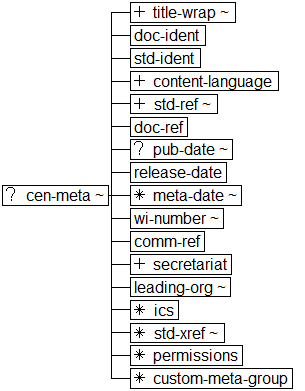 + title-wrap ~
doc-ident
std-ident
+ content-language
+ std-ref ~
doc-ref
? pub-date ~
release-date
? cen-meta ~
∗ meta-date ~
wi-number ~
comm-ref
+ secretariat
leading-org ~
∗ ics
∗ std-xref ~
∗ permissions
∗ custom-meta-group